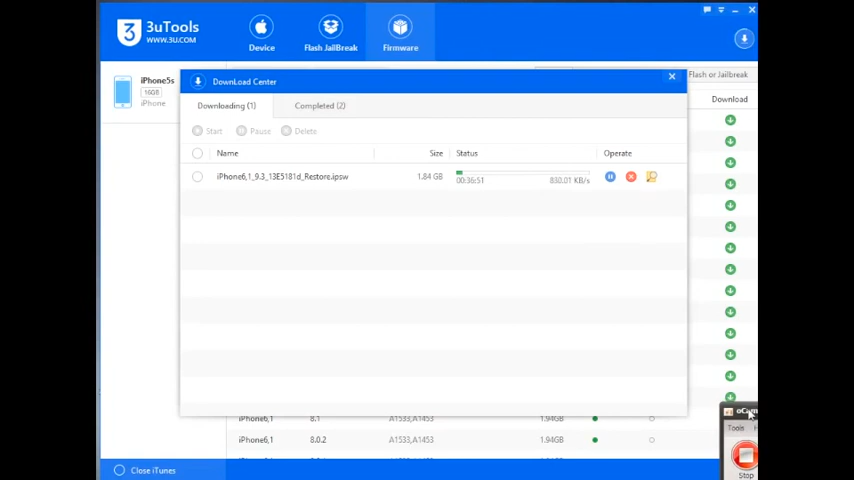 3 3uTools
WWW.3U.COM
Device
Flash JailBreak
Firmware
iPhone5s
16GB
iPhone
DownLoad Center
Flash or Jailbreak
Downloading (1)
Completed (2)
Download
Start
Pause
Delete
Name
Size
Status
Operate
iPhone6,1_9.3_13E5181d_Restore.ipsw
1.84 GB
00:36:51
830.01 KB/s
iPhone6,1
8.1
A1533,A1453
1.94GB
iPhone6,1
8.0.2
A1533,A1453
1.94GB
Tools
Stop
Close iTunes